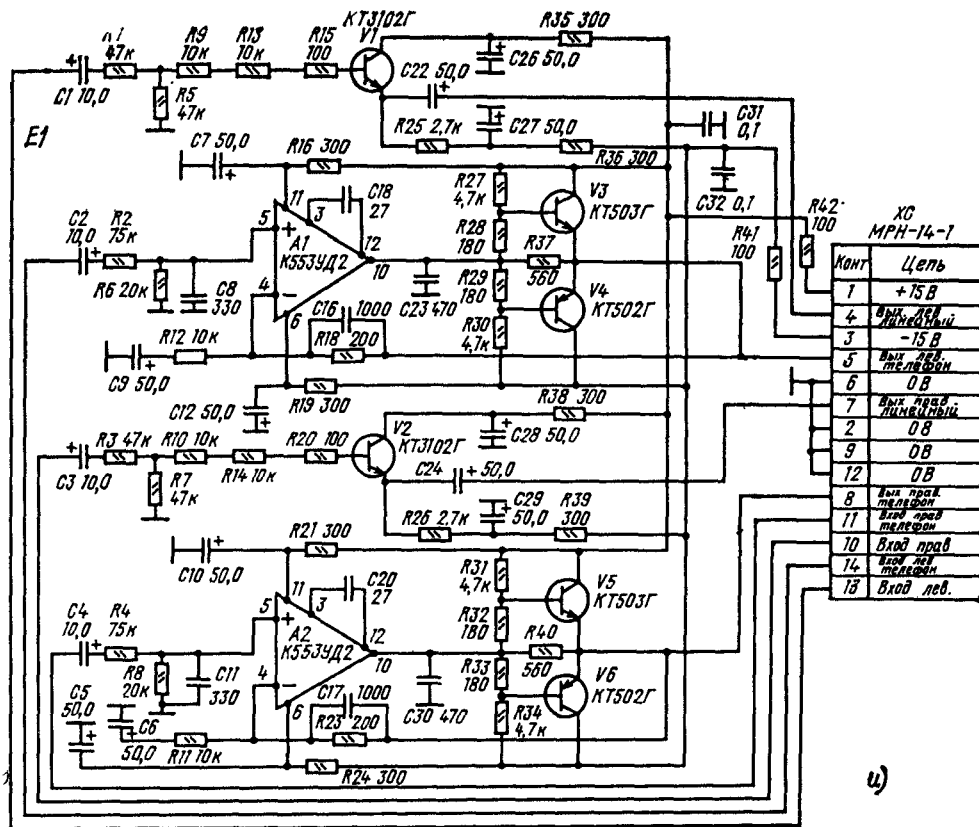 КТ3102Г
V1
R1 47к
R9 10к
R13 10к
R15 100
R35 300
C26 50,0
C22 50,0
C1 10,0
R5 47к
E1
C7 50,0
R16 300
R25 2,7к
C27 50,0
R36 300
C31 0,1
C32 0,1
R27 4,7к
R28 180
V3
КТ503Г
C18 27
11
3
5
+
A1
К553УД2
12
10
4
−
6
C2 10,0
R2 75к
R6 20к
C8 330
C16 1000
R18 200
C23 470
R29 180
R30 4,7к
R37 560
V4
КТ502Г
R12 10к
C9 50,0
R19 300
C12 50,0
R41 100
R42 100
R38 300
V2
КТ3102Г
C28 50,0
R3 47к
R10 10к
R14 10к
R20 100
C3 10,0
R7 47к
C24 50,0
C29 50,0
R39 300
R26 2,7к
R21 300
C10 50,0
C20 27
11
3
5
+
A2
К553УД2
12
10
4
−
6
R31 4,7к
R32 180
V5
КТ503Г
C4 10,0
R4 75к
R8 20к
C11 330
C17 1000
R23 200
C30 470
R33 180
R34 4,7к
R40 560
V6
КТ502Г
C5 50,0
C6 50,0
R11 10к
R24 300
ХС
МРН-14-1
Конт Цепь
1 +15 В
4 Вых. лев линейный
3 −15 В
5 Вых лев. телефон
6 0 В
7 Вых прав. линейный
2 0 В
9 0 В
12 0 В
8 Вых прав. телефон
11 Вход прав телефон
10 Вход прав
14 Вход лев телефон
13 Вход лев.
и)